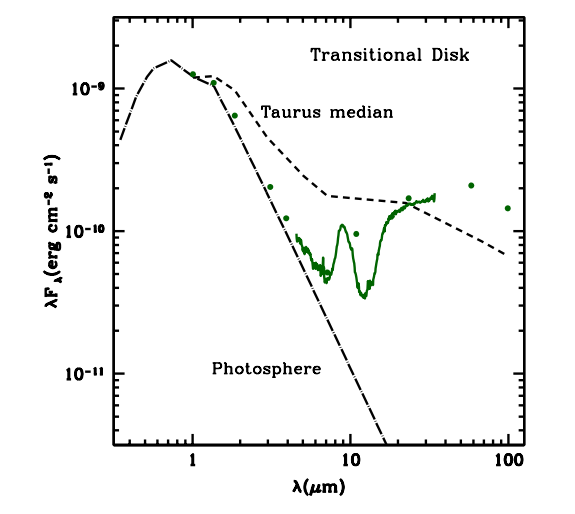 Transitional Disk
Taurus median
Photosphere
10⁻⁹
10⁻¹⁰
10⁻¹¹
λF_λ(erg cm⁻² s⁻¹)
1 10 100
λ(μm)